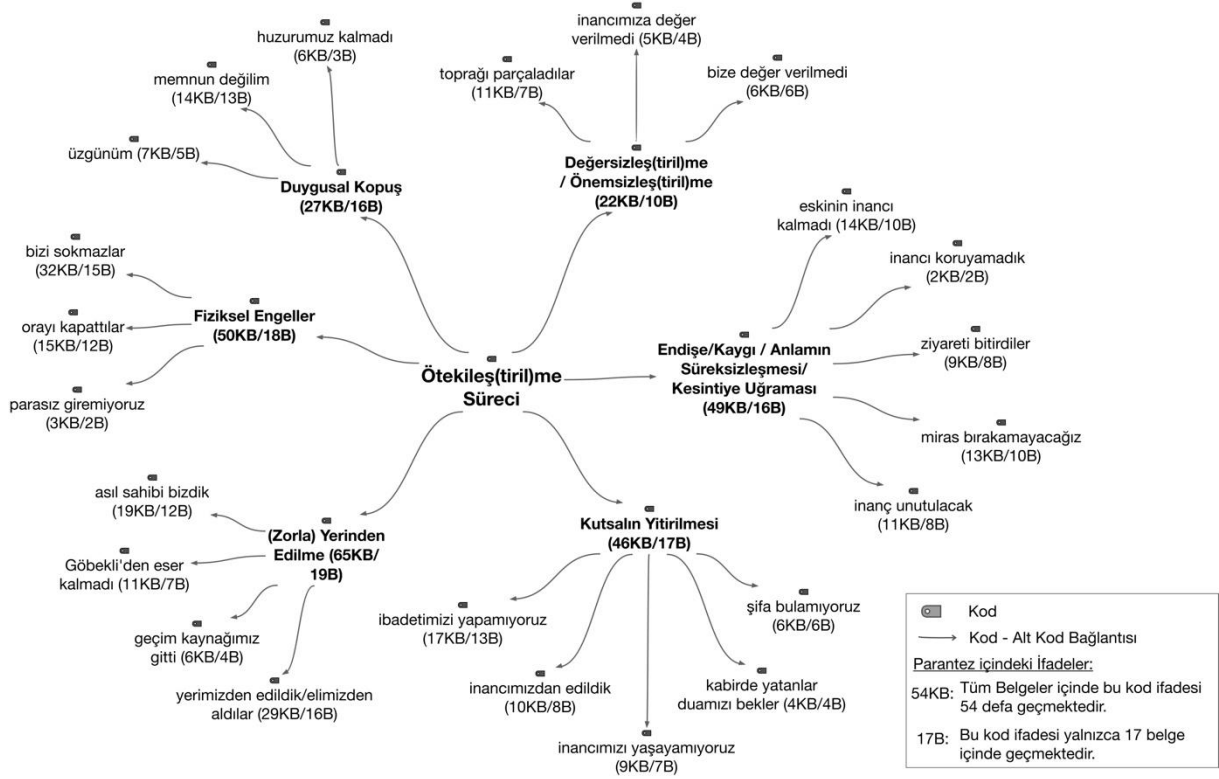 huzurumuz kalmadı
(6KB/3B)
memnun değilim
(14KB/13B)
üzgünüm (7KB/5B)
Duygusal Kopuş
(27KB/16B)
inancımıza değer
verilmedi (5KB/4B)
toprağı parçaladılar
(11KB/7B)
bize değer verilmedi
(6KB/6B)
Değersizleş(tiril)me
/ Önemsizleş(tiril)me
(22KB/10B)
bizi sokmazlar
(32KB/15B)
orayı kapattılar
(15KB/12B)
parasız giremiyoruz
(3KB/2B)
Fiziksel Engeller
(50KB/18B)
Ötekileş(tiril)me
Süreci
eskinin inancı
kalmadı (14KB/10B)
inancı koruyamadık
(2KB/2B)
ziyareti bitirdiler
(9KB/8B)
miras bırakamayacağız
(13KB/10B)
inanç unutulacak
(11KB/8B)
Endişe/Kaygı / Anlamın
Süreksizleşmesi/
Kesintiye Uğraması
(49KB/16B)
asıl sahibi bizdik
(19KB/12B)
Göbekli'den eser
kalmadı (11KB/7B)
geçim kaynağımız
gitti (6KB/4B)
yerimizden edildik/elimizden
aldılar (29KB/16B)
(Zorla) Yerinden
Edilme (65KB/
19B)
Kutsalın Yitirilmesi
(46KB/17B)
ibadetimizi yapamıyoruz
(17KB/13B)
inancımızdan edildik
(10KB/8B)
inancımızı yaşayamıyoruz
(9KB/7B)
kabirde yatanlar
duamızı bekler (4KB/4B)
şifa bulamıyoruz
(6KB/6B)
Kod
Kod - Alt Kod Bağlantısı
Parantez içindeki İfadeler:
54KB: Tüm Belgeler içinde bu kod ifadesi
54 defa geçmektedir.
17B: Bu kod ifadesi yalnızca 17 belge
içinde geçmektedir.